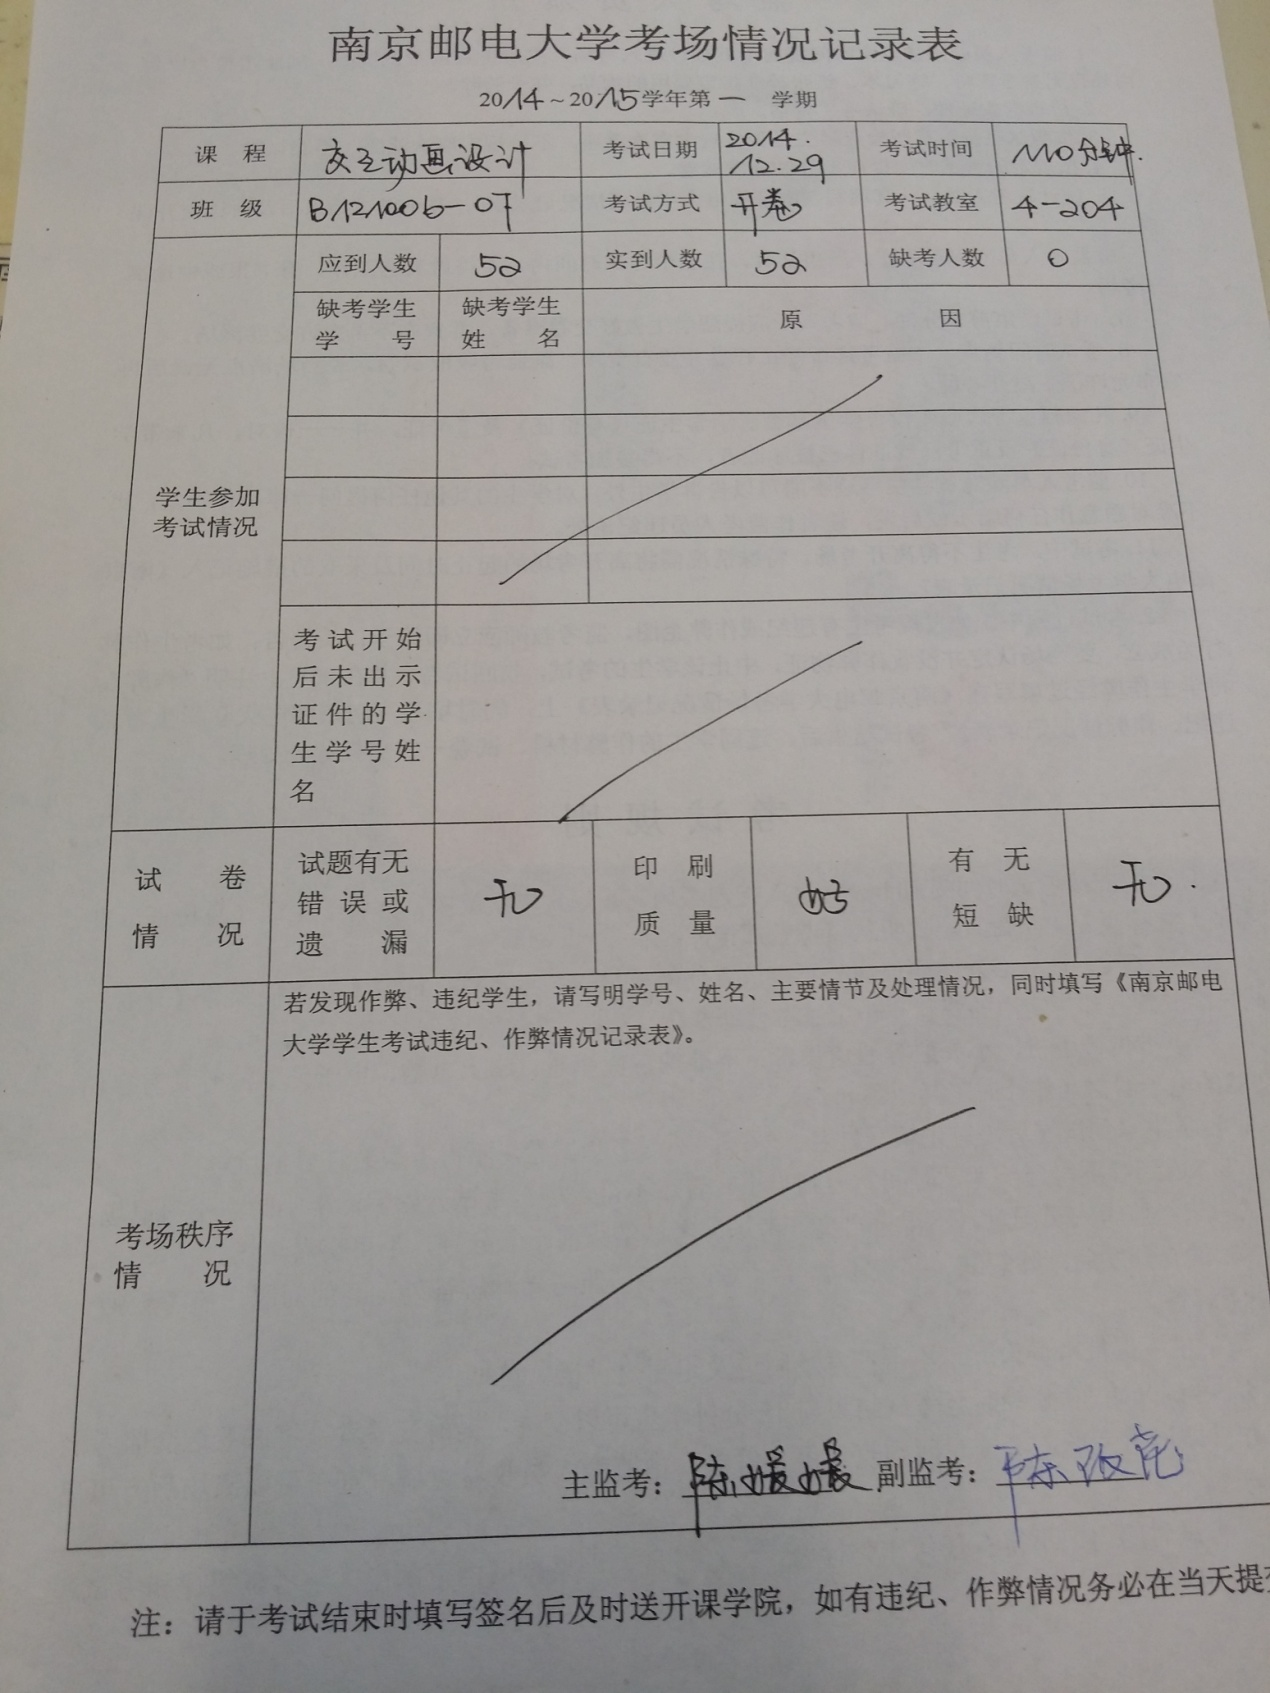 南京邮电大学考场情况记录表
2014~2015学年第一 学期
课 程 交互动画设计 考试日期 2014.12.29 考试时间 110分钟.
班 级 B121006-07 考试方式 开卷 考试教室 4-204
学生参加考试情况
应到人数 52 实到人数 52 缺考人数 0
缺考学生学 号 缺考学生姓 名 原 因
考试开始后未出示证件的学生学号姓名
试 卷 情 况 试题有无错误或遗漏 无 印刷质量 好 有无短缺 无.
考场秩序情 况
若发现作弊、违纪学生，请写明学号、姓名、主要情节及处理情况，同时填写《南京邮电
大学学生考试违纪、作弊情况记录表》。
主监考：陈媛媛 副监考：陈
注：请于考试结束时填写签名后及时送开课学院，如有违纪、作弊情况务必在当天提